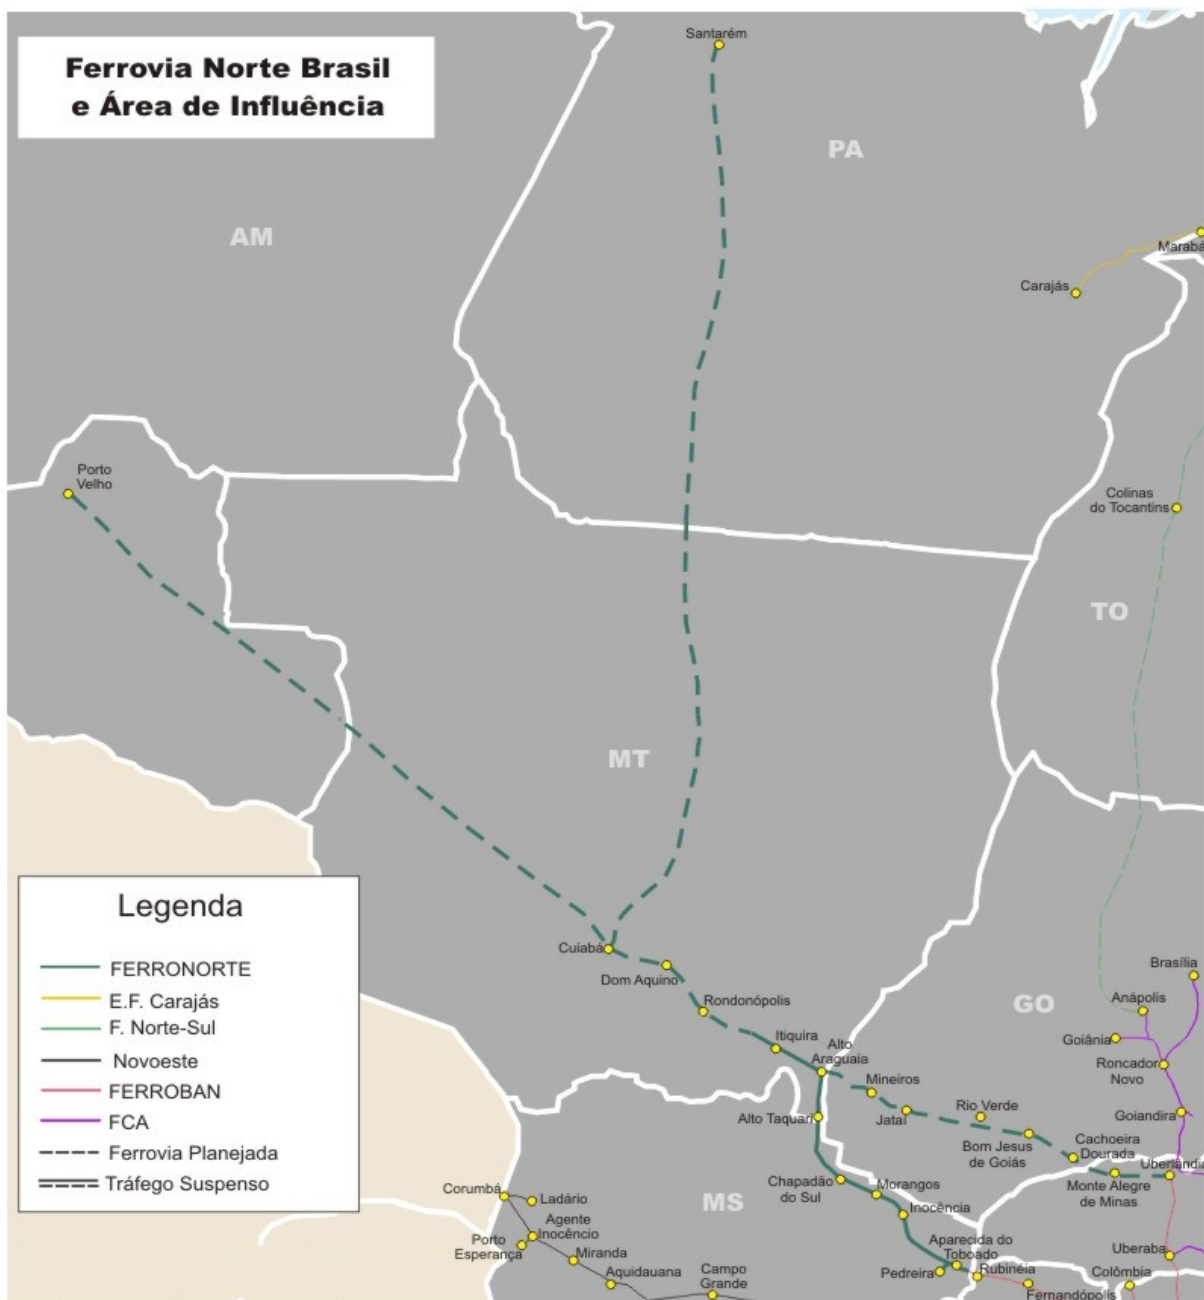 Ferrovia Norte Brasil
e Área de Influência
Santarém
PA
AM
Marabá
Carajás
Porto
Velho
Colinas
do Tocantins
TO
MT
Legenda
FERRONORTE
E.F. Carajás
F. Norte-Sul
Novoeste
FERROBAN
FCA
Ferrovia Planejada
Tráfego Suspenso
Cuiabá
Dom Aquino
Rondonópolis
Itiquira
Alto
Araguaia
GO
Brasília
Anápolis
Goiânia
Roncador
Novo
Mineiros
Jataí
Rio Verde
Goiandira
Alto Taquari
Bom Jesus
de Goiás
Cachoeira
Dourada
Uberlândia
Monte Alegre
de Minas
Chapadão
do Sul
Morangos
MS
Inocência
Corumbá
Ladário
Agente
Inocêncio
Porto
Esperança
Miranda
Aquidauana
Campo
Grande
Aparecida do
Toboado
Pedreira
Rubinéia
Fernandópolis
Uberaba
Colômbia